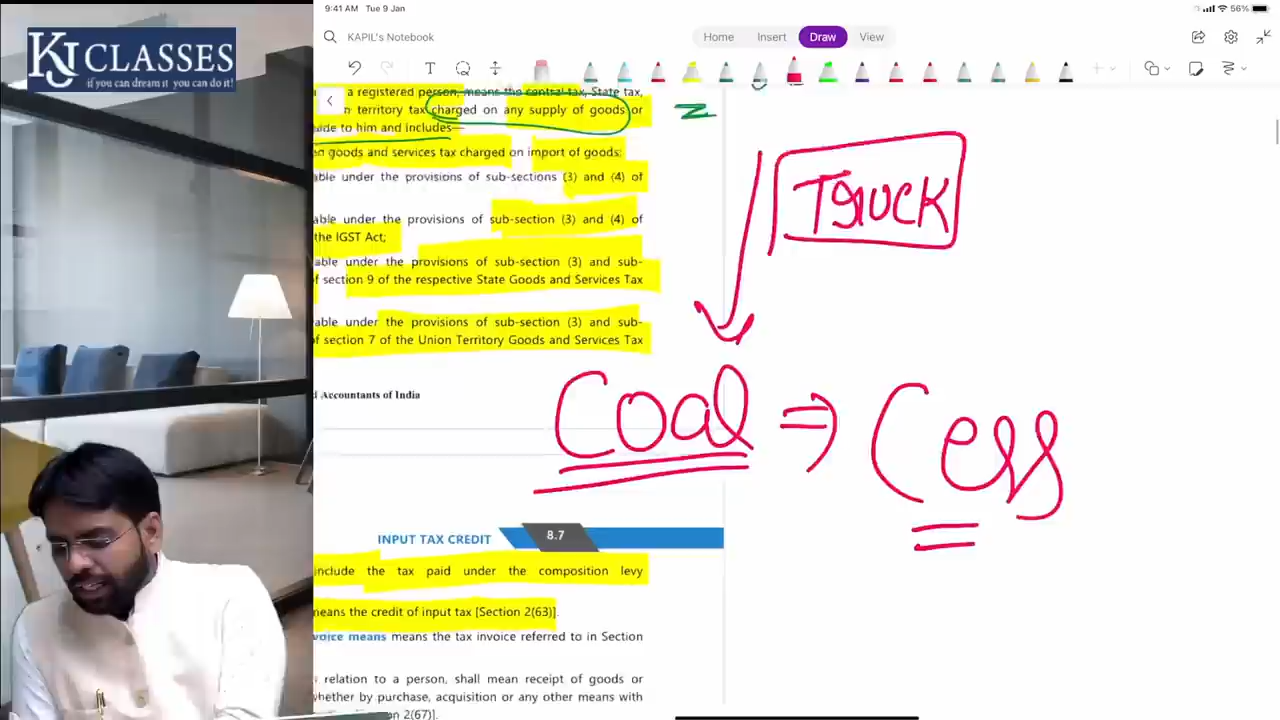 9:41 AM Tue 9 Jan
56%
KJ CLASSES
if you can dream it you can do it!
KAPIL's Notebook
Home Insert Draw View
T
a registered person, means the central tax, State tax,
n territory tax charged on any supply of goods or
ade to him and includes—
ed goods and services tax charged on import of goods;
able under the provisions of sub-sections (3) and (4) of
able under the provisions of sub-section (3) and (4) of
the IGST Act;
able under the provisions of sub-section (3) and sub-
f section 9 of the respective State Goods and Services Tax
able under the provisions of sub-section (3) and sub-
f section 7 of the Union Territory Goods and Services Tax
d Accountants of India
Truck
Coal ⇒ Cess
INPUT TAX CREDIT 8.7
include the tax paid under the composition levy
means the credit of input tax [Section 2(63)].
voice means means the tax invoice referred to in Section
relation to a person, shall mean receipt of goods or
whether by purchase, acquisition or any other means with
on 2(67)].